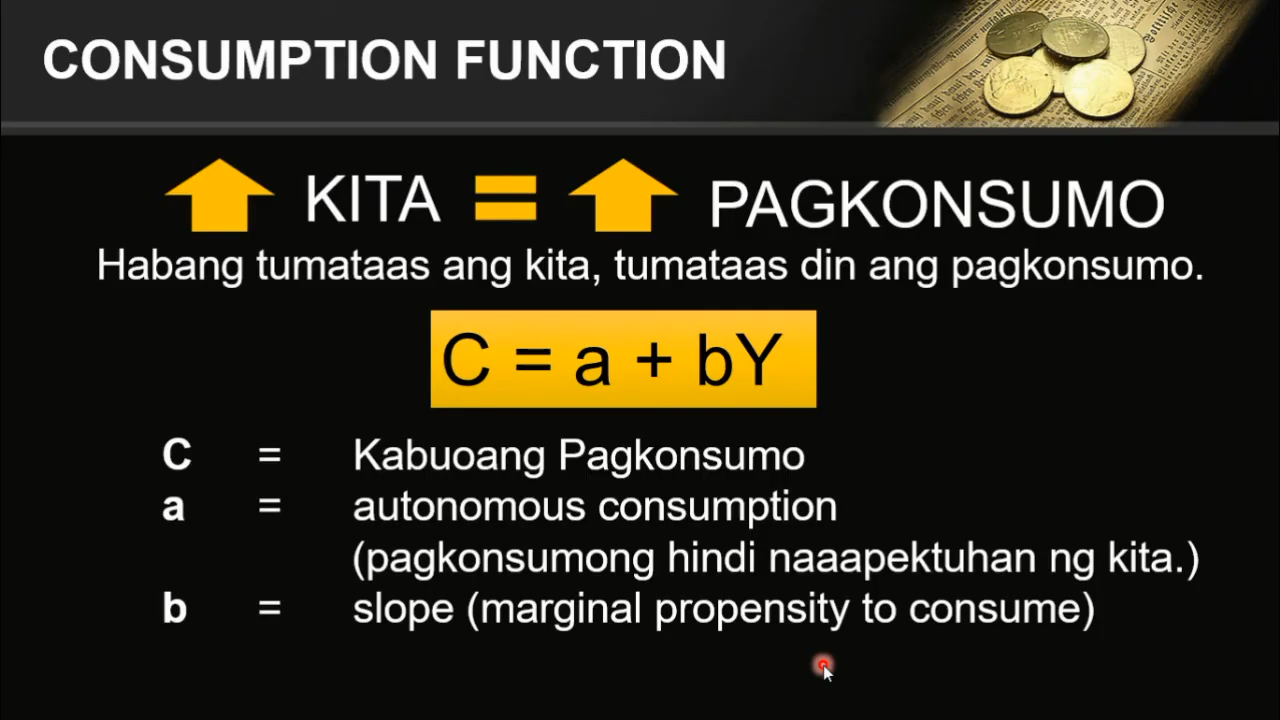 CONSUMPTION FUNCTION
KITA = PAGKONSUMO
Habang tumataas ang kita, tumataas din ang pagkonsumo.
C = a + bY
C = Kabuoang Pagkonsumo
a = autonomous consumption
(pagkonsumong hindi naaapektuhan ng kita.)
b = slope (marginal propensity to consume)